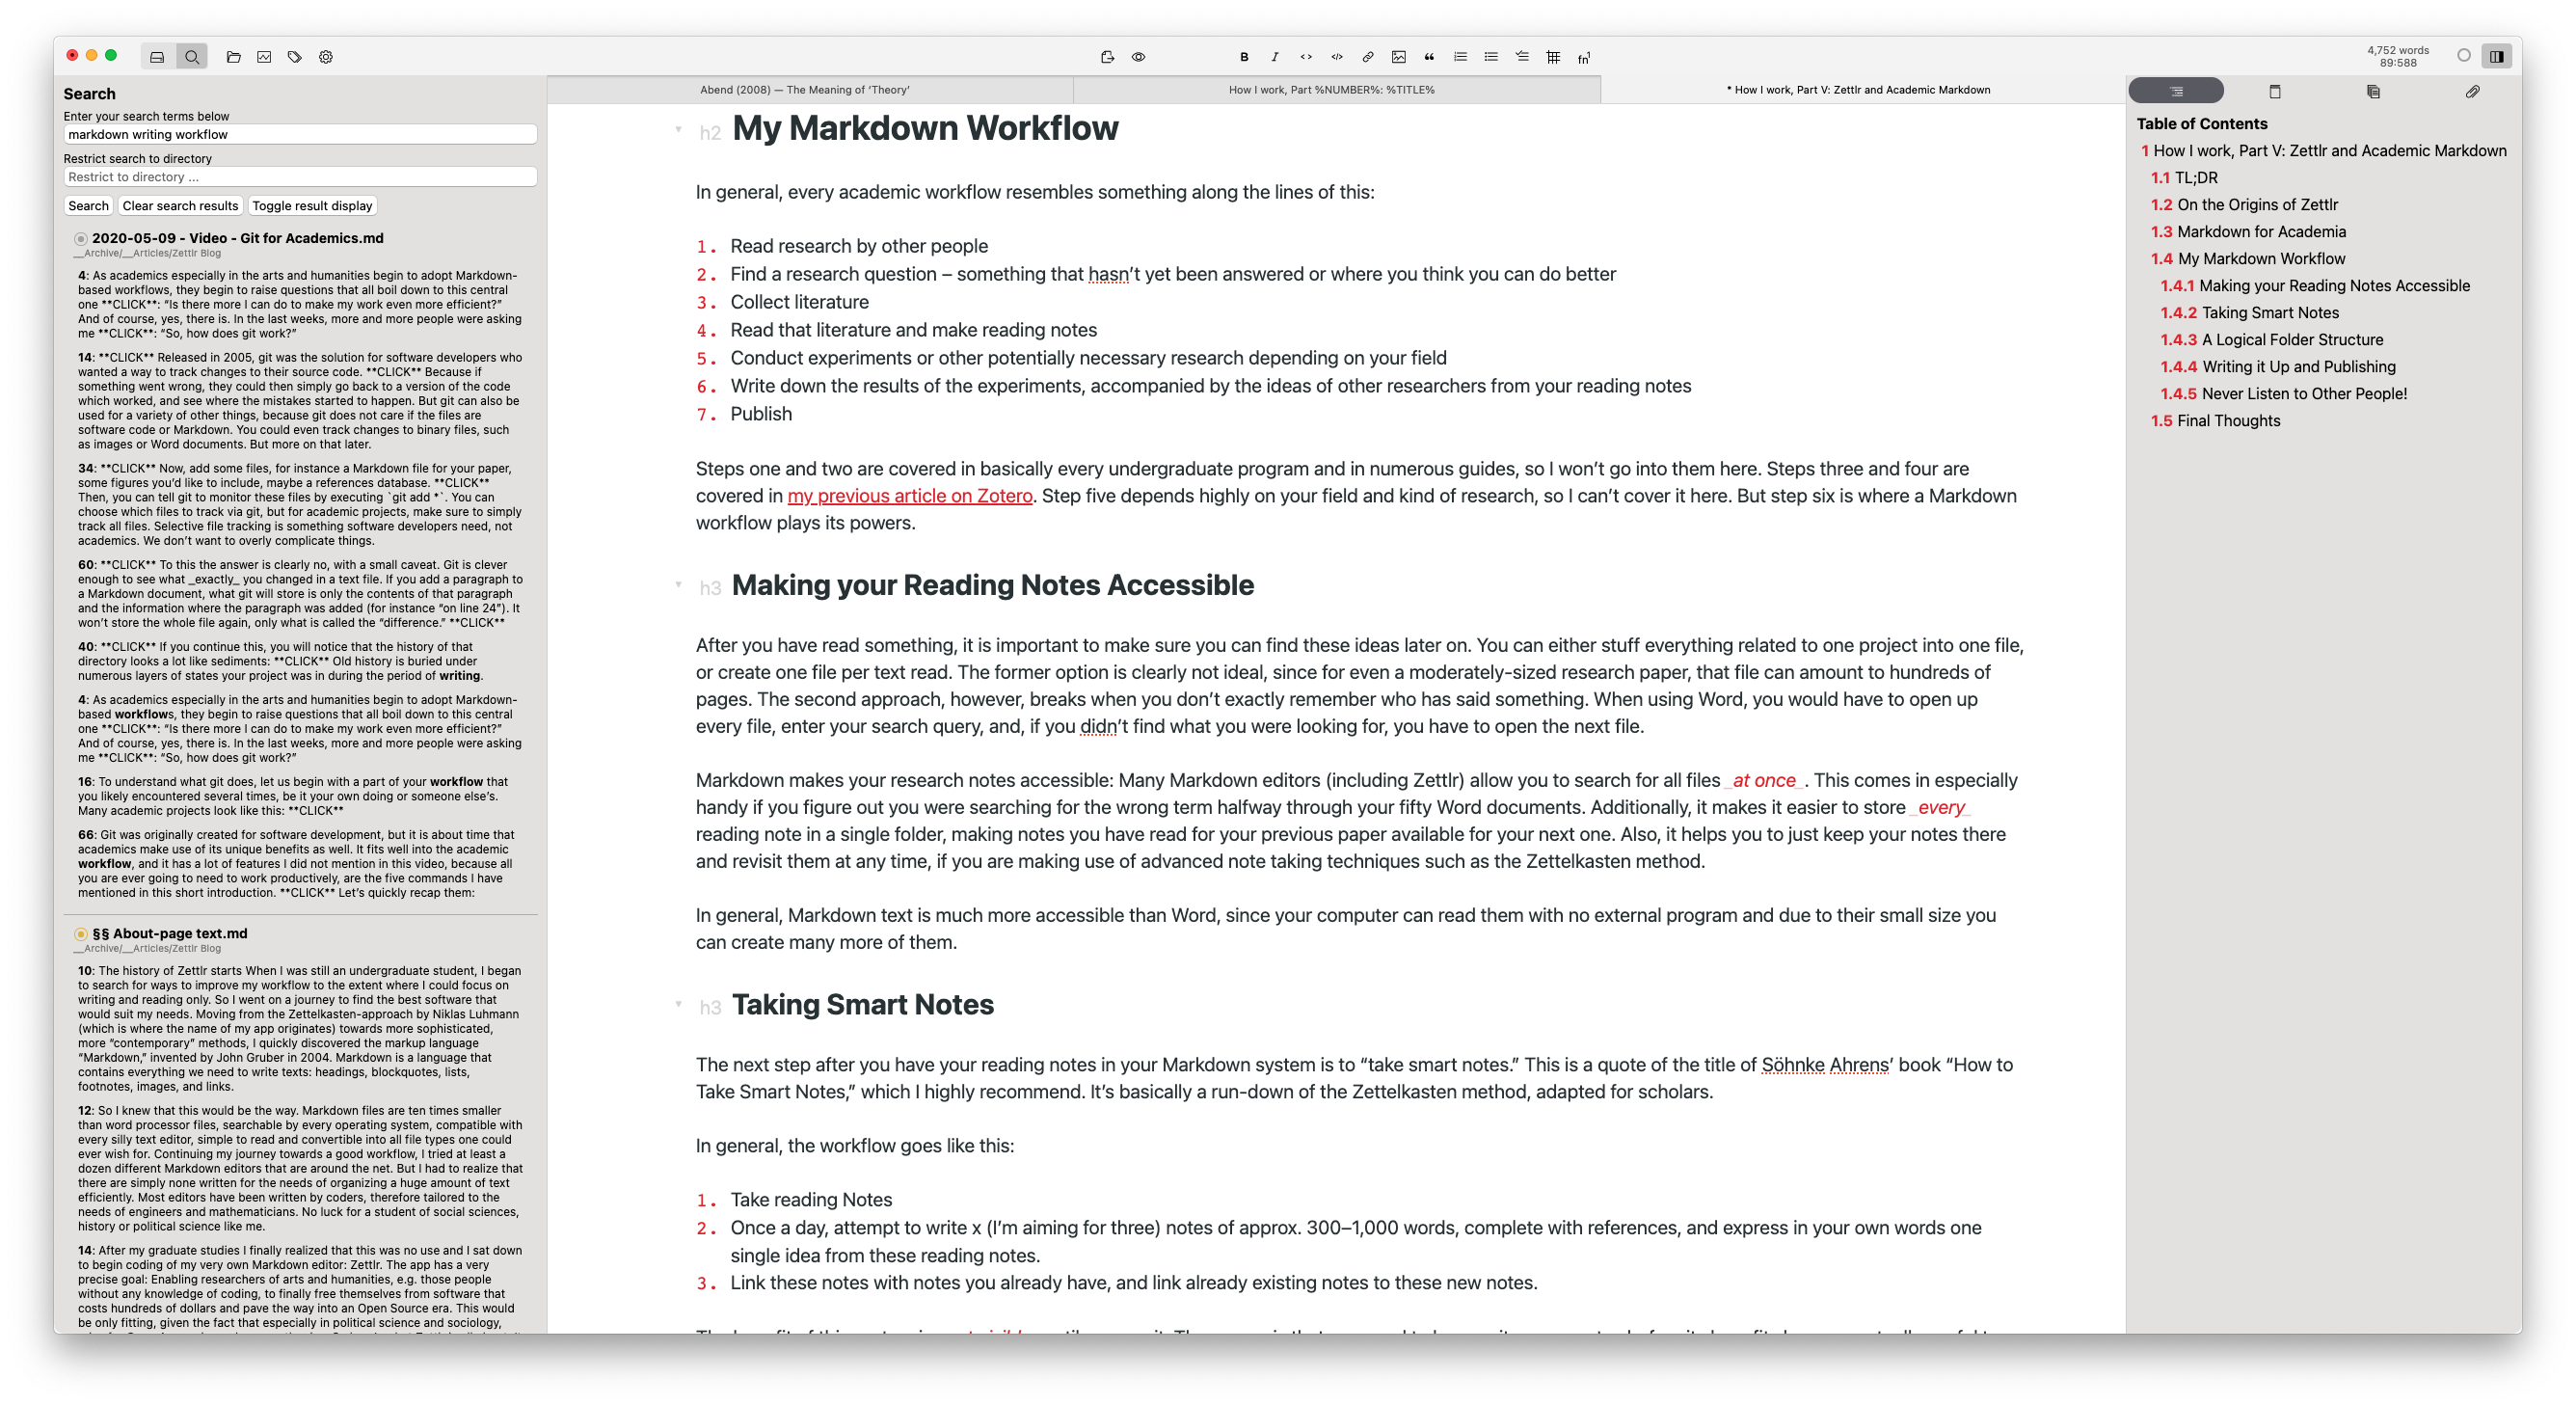 4,752 words
89:588
B I fn¹
Search
Enter your search terms below
markdown writing workflow
Restrict search to directory
Restrict to directory ...
Search Clear search results Toggle result display
2020-05-09 - Video - Git for Academics.md
__Archive/__Articles/Zettlr Blog
4: As academics especially in the arts and humanities begin to adopt Markdown-
based workflows, they begin to raise questions that all boil down to this central
one **CLICK**: “Is there more I can do to make my work even more efficient?”
And of course, yes, there is. In the last weeks, more and more people were asking
me **CLICK**: “So, how does git work?”
14: **CLICK** Released in 2005, git was the solution for software developers who
wanted a way to track changes to their source code. **CLICK** Because if
something went wrong, they could then simply go back to a version of the code
which worked, and see where the mistakes started to happen. But git can also be
used for a variety of other things, because git does not care if the files are
software code or Markdown. You could even track changes to binary files, such
as images or Word documents. But more on that later.
34: **CLICK** Now, add some files, for instance a Markdown file for your paper,
some figures you’d like to include, maybe a references database. **CLICK**
Then, you can tell git to monitor these files by executing `git add *`. You can
choose which files to track via git, but for academic projects, make sure to simply
track all files. Selective file tracking is something software developers need, not
academics. We don’t want to overly complicate things.
60: **CLICK** To this the answer is clearly no, with a small caveat. Git is clever
enough to see what _exactly_ you changed in a text file. If you add a paragraph to
a Markdown document, what git will store is only the contents of that paragraph
and the information where the paragraph was added (for instance “on line 24”). It
won’t store the whole file again, only what is called the “difference.” **CLICK**
40: **CLICK** If you continue this, you will notice that the history of that
directory looks a lot like sediments: **CLICK** Old history is buried under
numerous layers of states your project was in during the period of writing.
4: As academics especially in the arts and humanities begin to adopt Markdown-
based workflows, they begin to raise questions that all boil down to this central
one **CLICK**: “Is there more I can do to make my work even more efficient?”
And of course, yes, there is. In the last weeks, more and more people were asking
me **CLICK**: “So, how does git work?”
16: To understand what git does, let us begin with a part of your workflow that
you likely encountered several times, be it your own doing or someone else’s.
Many academic projects look like this: **CLICK**
66: Git was originally created for software development, but it is about time that
academics make use of its unique benefits as well. It fits well into the academic
workflow, and it has a lot of features I did not mention in this video, because all
you are ever going to need to work productively, are the five commands I have
mentioned in this short introduction. **CLICK** Let’s quickly recap them:
§§ About-page text.md
__Archive/__Articles/Zettlr Blog
10: The history of Zettlr starts When I was still an undergraduate student, I began
to search for ways to improve my workflow to the extent where I could focus on
writing and reading only. So I went on a journey to find the best software that
would suit my needs. Moving from the Zettelkasten-approach by Niklas Luhmann
(which is where the name of my app originates) towards more sophisticated,
more “contemporary” methods, I quickly discovered the markup language
“Markdown,” invented by John Gruber in 2004. Markdown is a language that
contains everything we need to write texts: headings, blockquotes, lists,
footnotes, images, and links.
12: So I knew that this would be the way. Markdown files are ten times smaller
than word processor files, searchable by every operating system, compatible with
every silly text editor, simple to read and convertible into all file types one could
ever wish for. Continuing my journey towards a good workflow, I tried at least a
dozen different Markdown editors that are around the net. But I had to realize that
there are simply none written for the needs of organizing a huge amount of text
efficiently. Most editors have been written by coders, therefore tailored to the
needs of engineers and mathematicians. No luck for a student of social sciences,
history or political science like me.
14: After my graduate studies I finally realized that this was no use and I sat down
to begin coding of my very own Markdown editor: Zettlr. The app has a very
precise goal: Enabling researchers of arts and humanities, e.g. those people
without any knowledge of coding, to finally free themselves from software that
costs hundreds of dollars and pave the way into an Open Source era. This would
be only fitting, given the fact that especially in political science and sociology,
Abend (2008) — The Meaning of ‘Theory’
How I work, Part %NUMBER%: %TITLE%
* How I work, Part V: Zettlr and Academic Markdown
h2 My Markdown Workflow
In general, every academic workflow resembles something along the lines of this:
1. Read research by other people
2. Find a research question – something that hasn’t yet been answered or where you think you can do better
3. Collect literature
4. Read that literature and make reading notes
5. Conduct experiments or other potentially necessary research depending on your field
6. Write down the results of the experiments, accompanied by the ideas of other researchers from your reading notes
7. Publish
Steps one and two are covered in basically every undergraduate program and in numerous guides, so I won’t go into them here. Steps three and four are
covered in my previous article on Zotero. Step five depends highly on your field and kind of research, so I can’t cover it here. But step six is where a Markdown
workflow plays its powers.
h3 Making your Reading Notes Accessible
After you have read something, it is important to make sure you can find these ideas later on. You can either stuff everything related to one project into one file,
or create one file per text read. The former option is clearly not ideal, since for even a moderately-sized research paper, that file can amount to hundreds of
pages. The second approach, however, breaks when you don’t exactly remember who has said something. When using Word, you would have to open up
every file, enter your search query, and, if you didn’t find what you were looking for, you have to open the next file.
Markdown makes your research notes accessible: Many Markdown editors (including Zettlr) allow you to search for all files _at once_. This comes in especially
handy if you figure out you were searching for the wrong term halfway through your fifty Word documents. Additionally, it makes it easier to store _every_
reading note in a single folder, making notes you have read for your previous paper available for your next one. Also, it helps you to just keep your notes there
and revisit them at any time, if you are making use of advanced note taking techniques such as the Zettelkasten method.
In general, Markdown text is much more accessible than Word, since your computer can read them with no external program and due to their small size you
can create many more of them.
h3 Taking Smart Notes
The next step after you have your reading notes in your Markdown system is to “take smart notes.” This is a quote of the title of Söhnke Ahrens’ book “How to
Take Smart Notes,” which I highly recommend. It’s basically a run-down of the Zettelkasten method, adapted for scholars.
In general, the workflow goes like this:
1. Take reading Notes
2. Once a day, attempt to write x (I’m aiming for three) notes of approx. 300–1,000 words, complete with references, and express in your own words one
single idea from these reading notes.
3. Link these notes with notes you already have, and link already existing notes to these new notes.
Table of Contents
1 How I work, Part V: Zettlr and Academic Markdown
1.1 TL;DR
1.2 On the Origins of Zettlr
1.3 Markdown for Academia
1.4 My Markdown Workflow
1.4.1 Making your Reading Notes Accessible
1.4.2 Taking Smart Notes
1.4.3 A Logical Folder Structure
1.4.4 Writing it Up and Publishing
1.4.5 Never Listen to Other People!
1.5 Final Thoughts